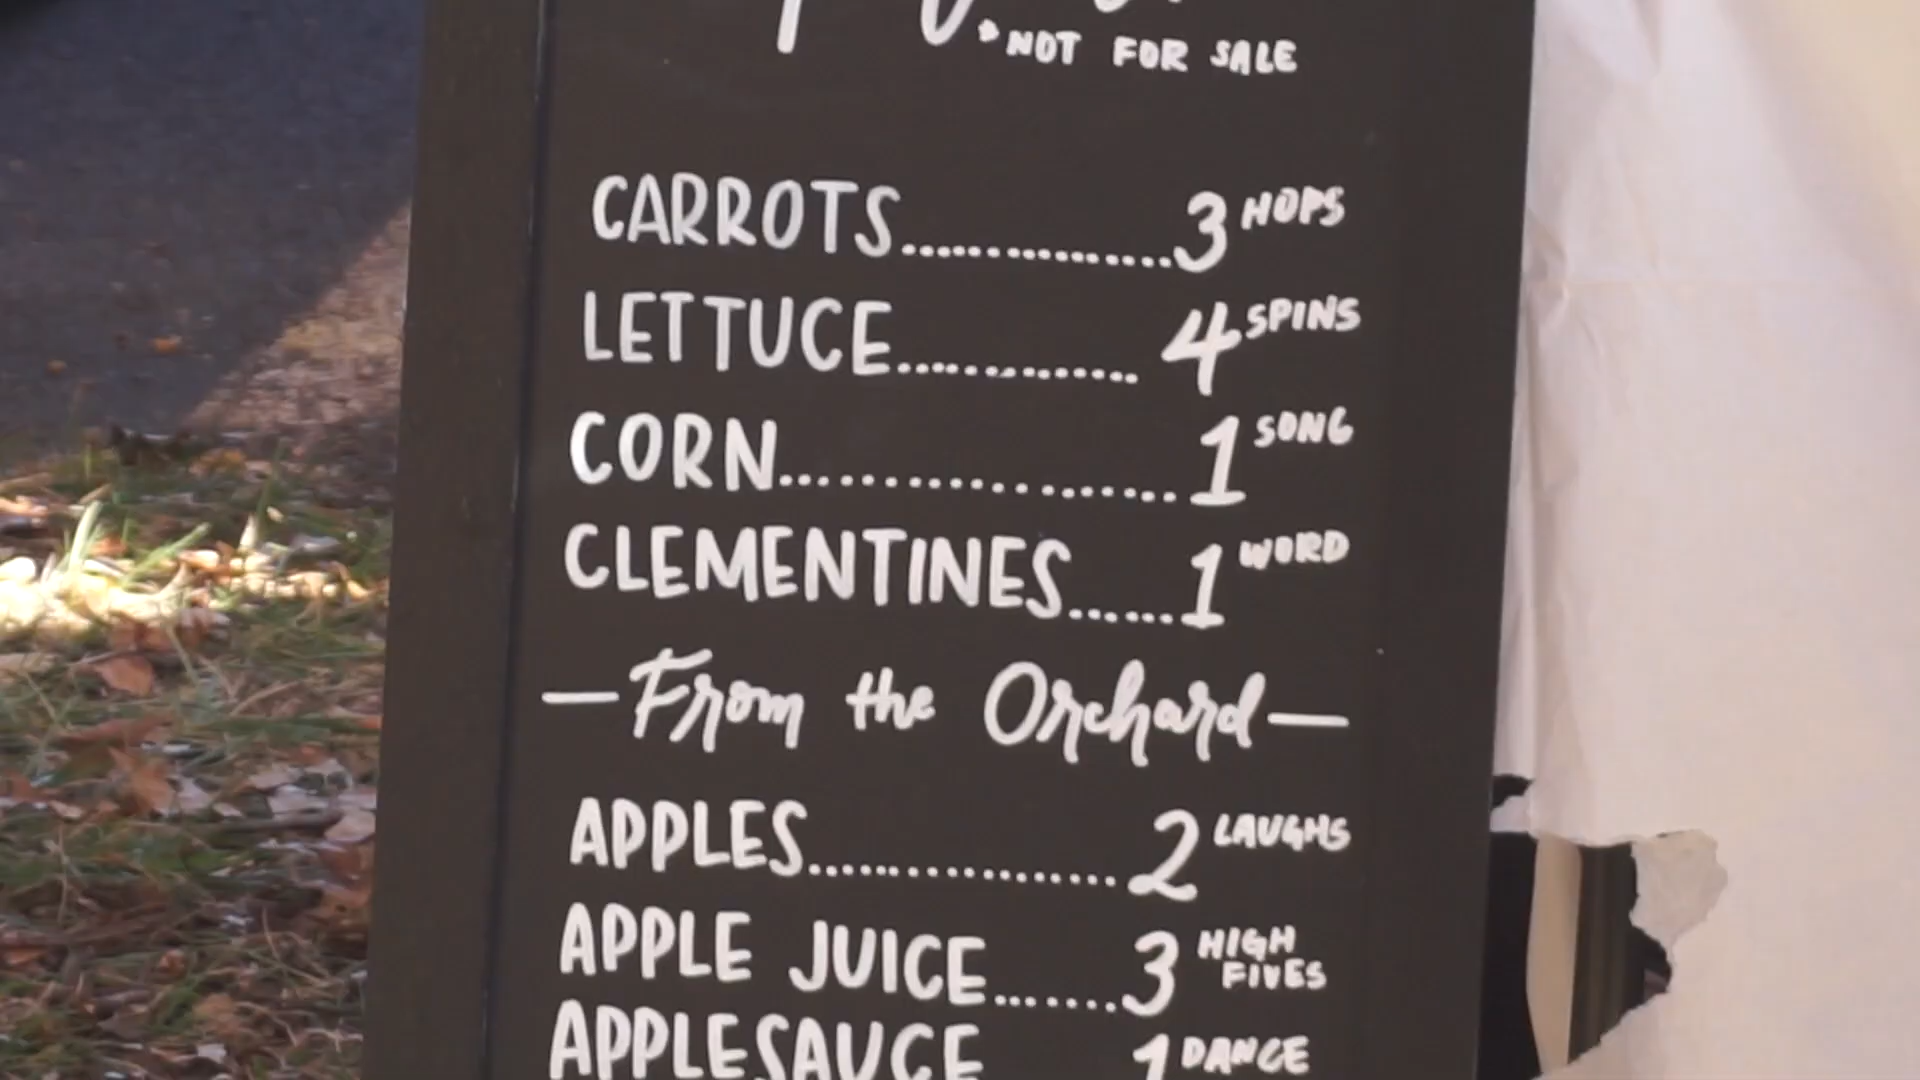 NOT FOR SALE
CARROTS...............3 HOPS
LETTUCE............. 4 SPINS
CORN....................1 SONG
CLEMENTINES......1 WORD
—From the Orchard—
APPLES................2 LAUGHS
APPLE JUICE.......3 HIGH FIVES
APPLESAUCE 1 DANCE